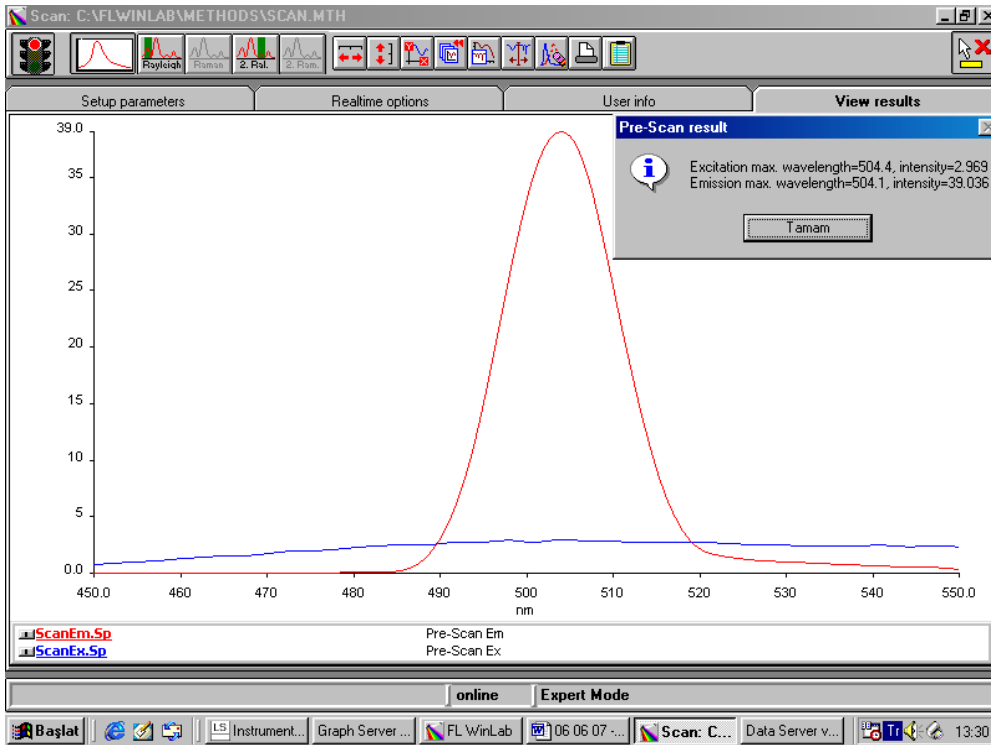 Scan: C:\FLWINLAB\METHODS\SCAN.MTH
Rayleigh Raman 2. Ral. 2. Ram.
Setup parameters Realtime options User info View results
Pre-Scan result
Excitation max. wavelength=504.4, intensity=2.969
Emission max. wavelength=504.1, intensity=39.036
Tamam
39.0
35
30
25
20
15
10
5
0.0
450.0 460 470 480 490 500 510 520 530 540 550.0
nm
ScanEm.Sp Pre-Scan Em
ScanEx.Sp Pre-Scan Ex
online Expert Mode
Başlat LS Instrument... Graph Server ... FL WinLab 06 06 07 -... Scan: C... Data Server v... Tr 13:30